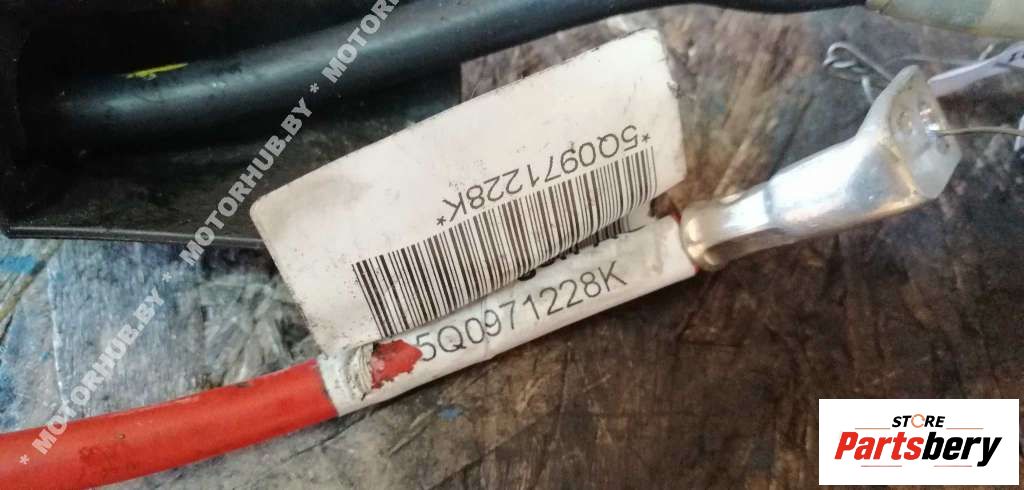 * MOTORHUB.BY * MOTORHUB.BY * MOTORHUB.BY *
*5Q0971228K*
5Q0971228K
STORE
Partsbery